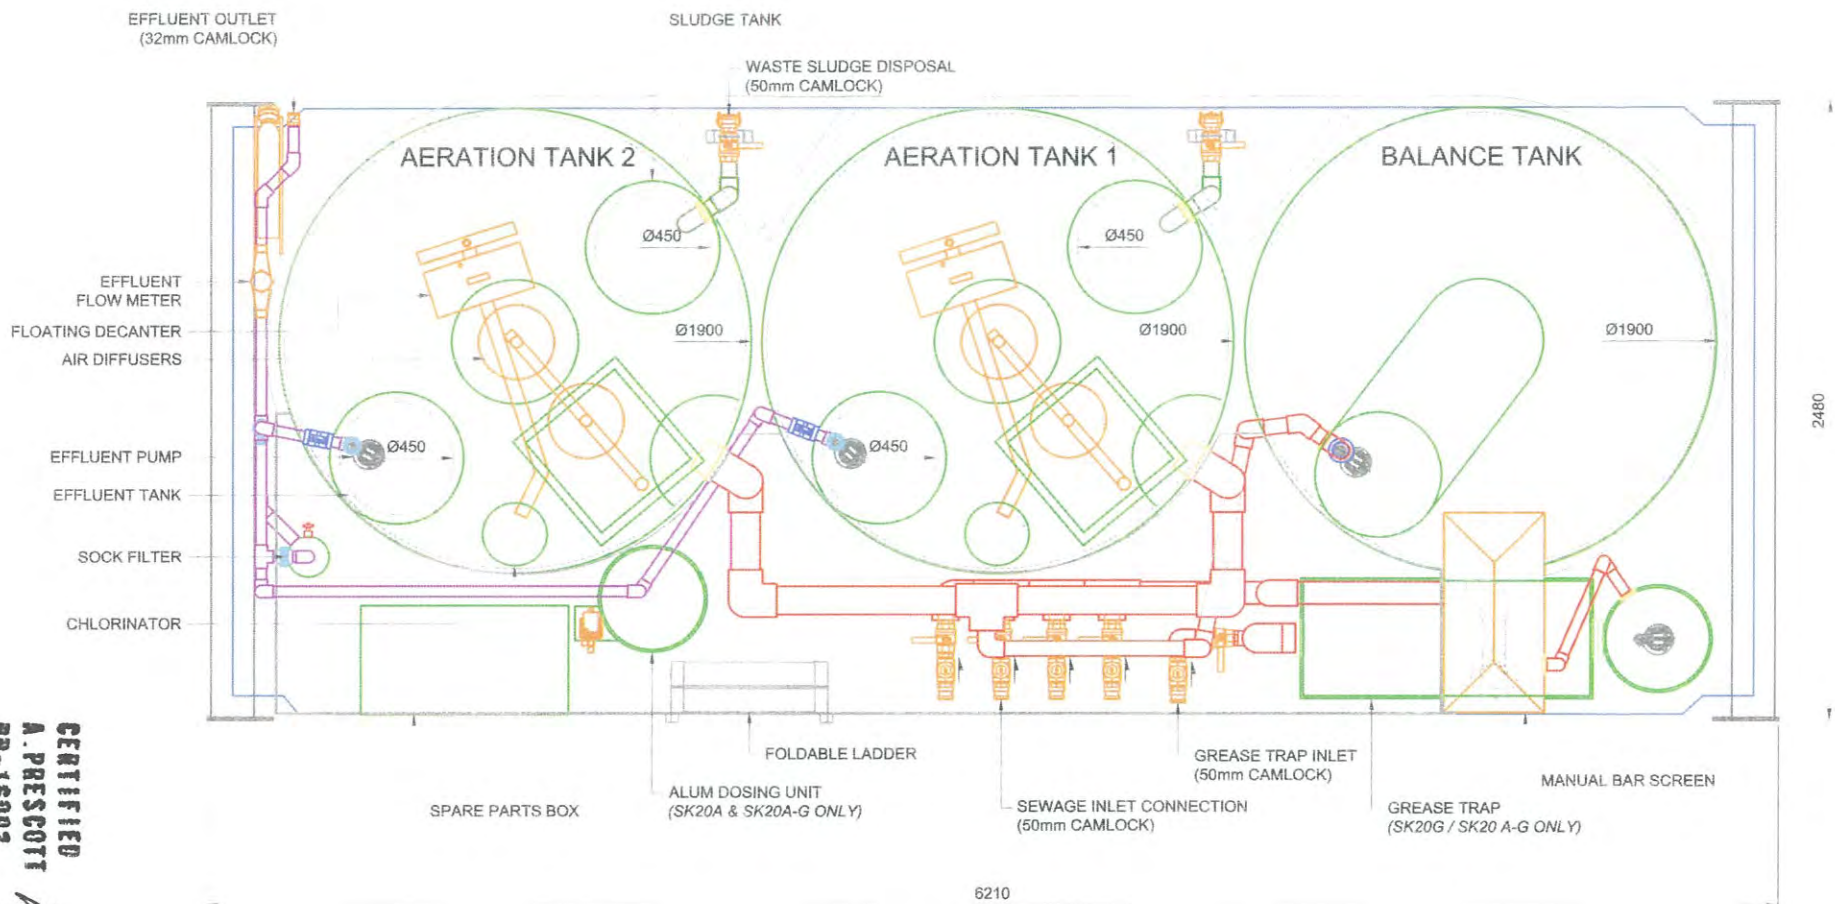 EFFLUENT OUTLET
(32mm CAMLOCK)
SLUDGE TANK
WASTE SLUDGE DISPOSAL
(50mm CAMLOCK)
AERATION TANK 2
AERATION TANK 1
BALANCE TANK
Ø450
Ø450
EFFLUENT
FLOW METER
FLOATING DECANTER
AIR DIFFUSERS
Ø1900
Ø1900
Ø1900
2480
EFFLUENT PUMP
Ø450
Ø450
EFFLUENT TANK
SOCK FILTER
CHLORINATOR
FOLDABLE LADDER
GREASE TRAP INLET
(50mm CAMLOCK)
MANUAL BAR SCREEN
SPARE PARTS BOX
ALUM DOSING UNIT
(SK20A & SK20A-G ONLY)
SEWAGE INLET CONNECTION
(50mm CAMLOCK)
GREASE TRAP
(SK20G / SK20 A-G ONLY)
6210
CERTIFIED
A. PRESCOTT